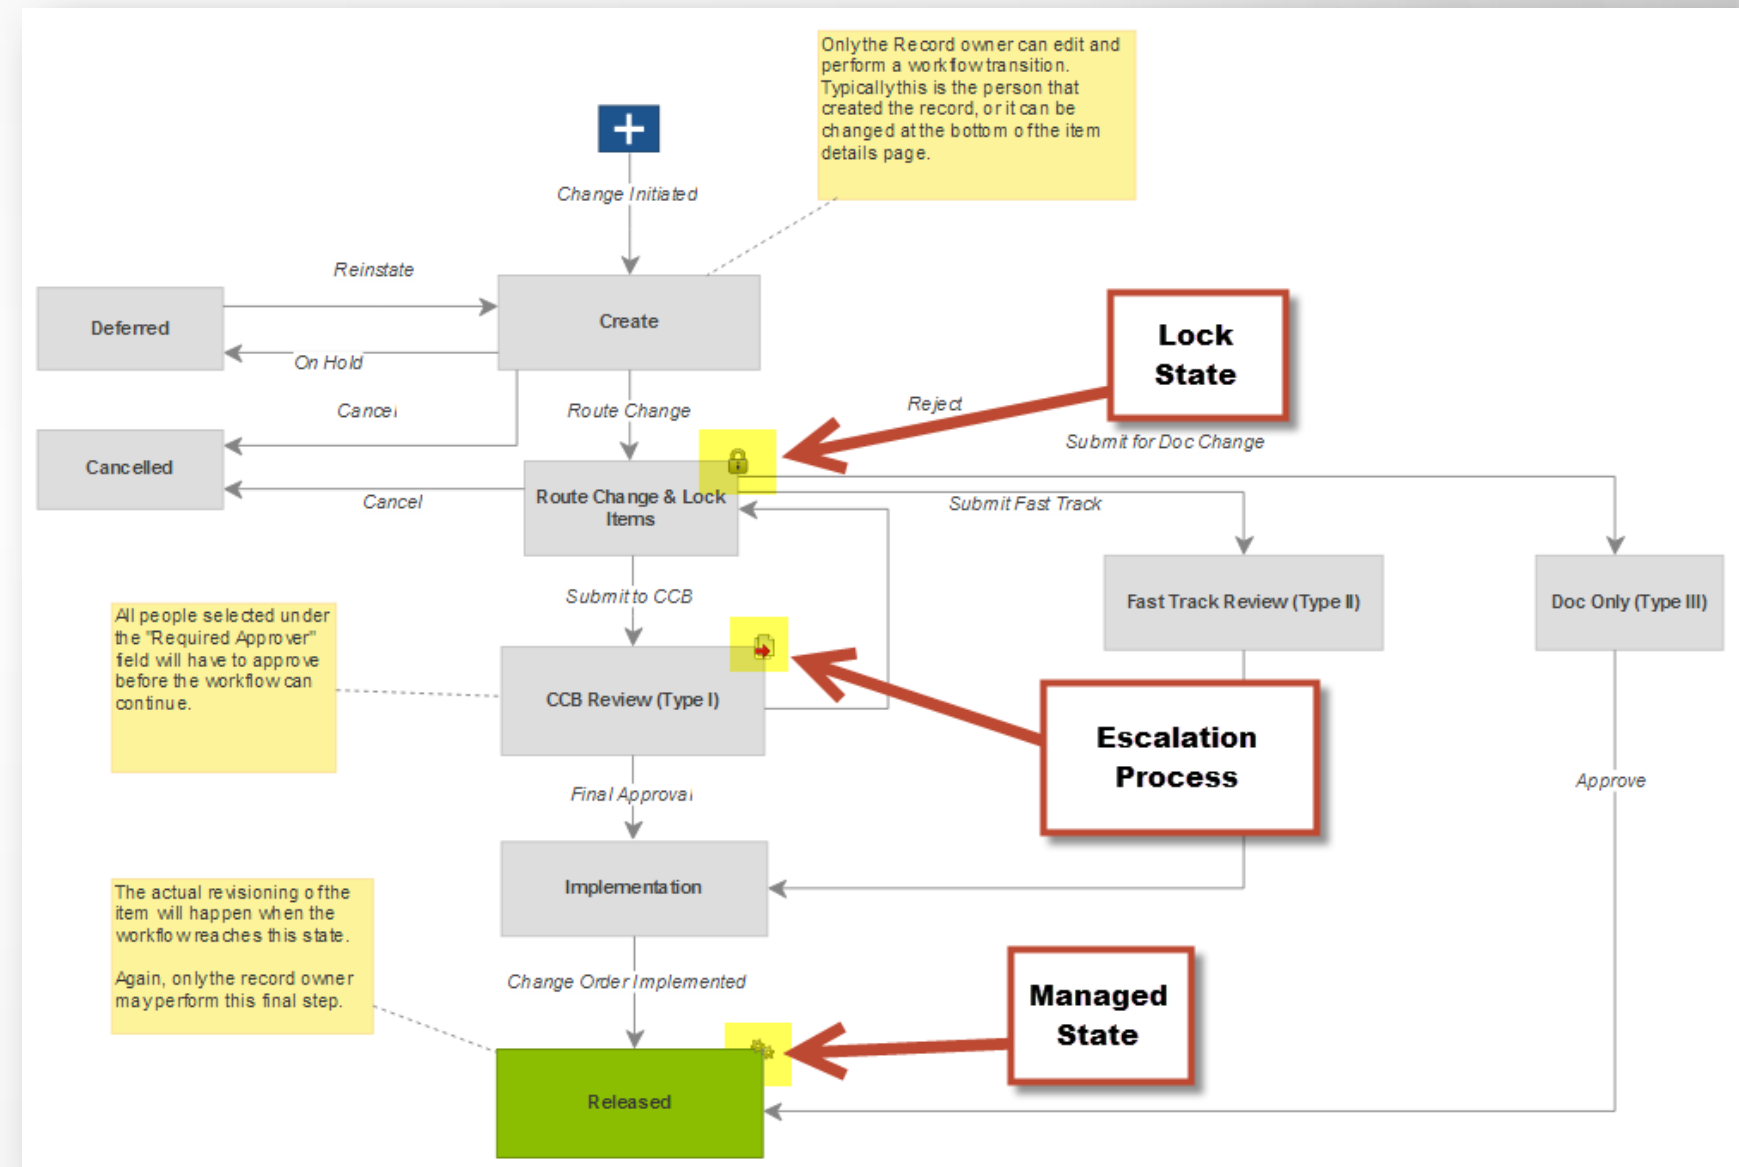 Only the Record owner can edit and
perform a workflow transition.
Typically this is the person that
created the record, or it can be
changed at the bottom of the item
details page.
Change Initiated
Reinstate
Deferred
Create
On Hold
Lock
State
Cancel
Route Change
Reject
Submit for Doc Change
Cancelled
Cancel
Route Change & Lock
Items
Submit Fast Track
Submit to CCB
Fast Track Review (Type II)
Doc Only (Type III)
All people selected under
the "Required Approver"
field will have to approve
before the workflow can
continue.
CCB Review (Type I)
Escalation
Process
Final Approval
Approve
Implementation
The actual revisioning of the
item will happen when the
workflow reaches this state.
Again, only the record owner
may perform this final step.
Change Order Implemented
Managed
State
Released